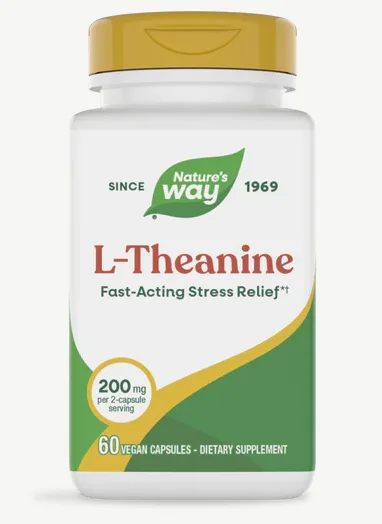 SINCE Nature's way® 1969
L-Theanine
Fast-Acting Stress Relief*†
200 mg
per 2-capsule
serving
60 VEGAN CAPSULES - DIETARY SUPPLEMENT